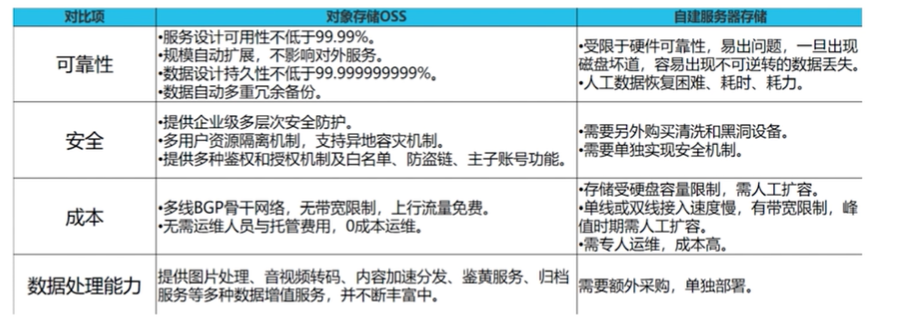 对比项
对象存储OSS
自建服务器存储
可靠性
•服务设计可用性不低于99.99%。
•规模自动扩展，不影响对外服务。
•数据设计持久性不低于99.999999999%。
•数据自动多重冗余备份。
•受限于硬件可靠性，易出问题，一旦出现
磁盘坏道，容易出现不可逆转的数据丢失。
•人工数据恢复困难、耗时、耗力。
安全
•提供企业级多层次安全防护。
•多用户资源隔离机制，支持异地容灾机制。
•提供多种鉴权和授权机制及白名单、防盗链、主子账号功能。
•需要另外购买清洗和黑洞设备。
•需要单独实现安全机制。
成本
•多线BGP骨干网络，无带宽限制，上行流量免费。
•无需运维人员与托管费用，0成本运维。
•存储受硬盘容量限制，需人工扩容。
•单线或双线接入速度慢，有带宽限制，峰
值时期需人工扩容。
•需专人运维，成本高。
数据处理能力
提供图片处理、音视频转码、内容加速分发、鉴黄服务、归档
服务等多种数据增值服务，并不断丰富中。
需要额外采购，单独部署。